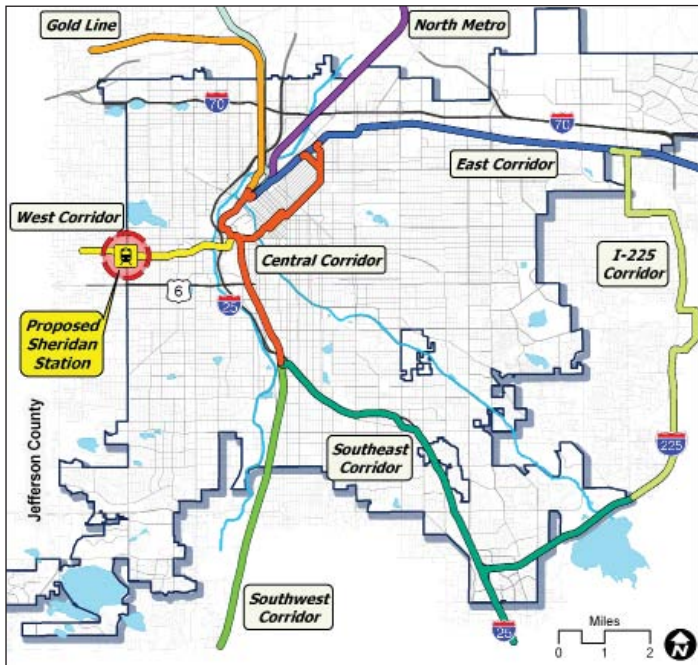 Gold Line
North Metro
70
70
East Corridor
West Corridor
I-225
Corridor
Central Corridor
6
25
Proposed
Sheridan
Station
Jefferson County
225
Southeast
Corridor
Southwest
Corridor
25
Miles
0 1 2
N